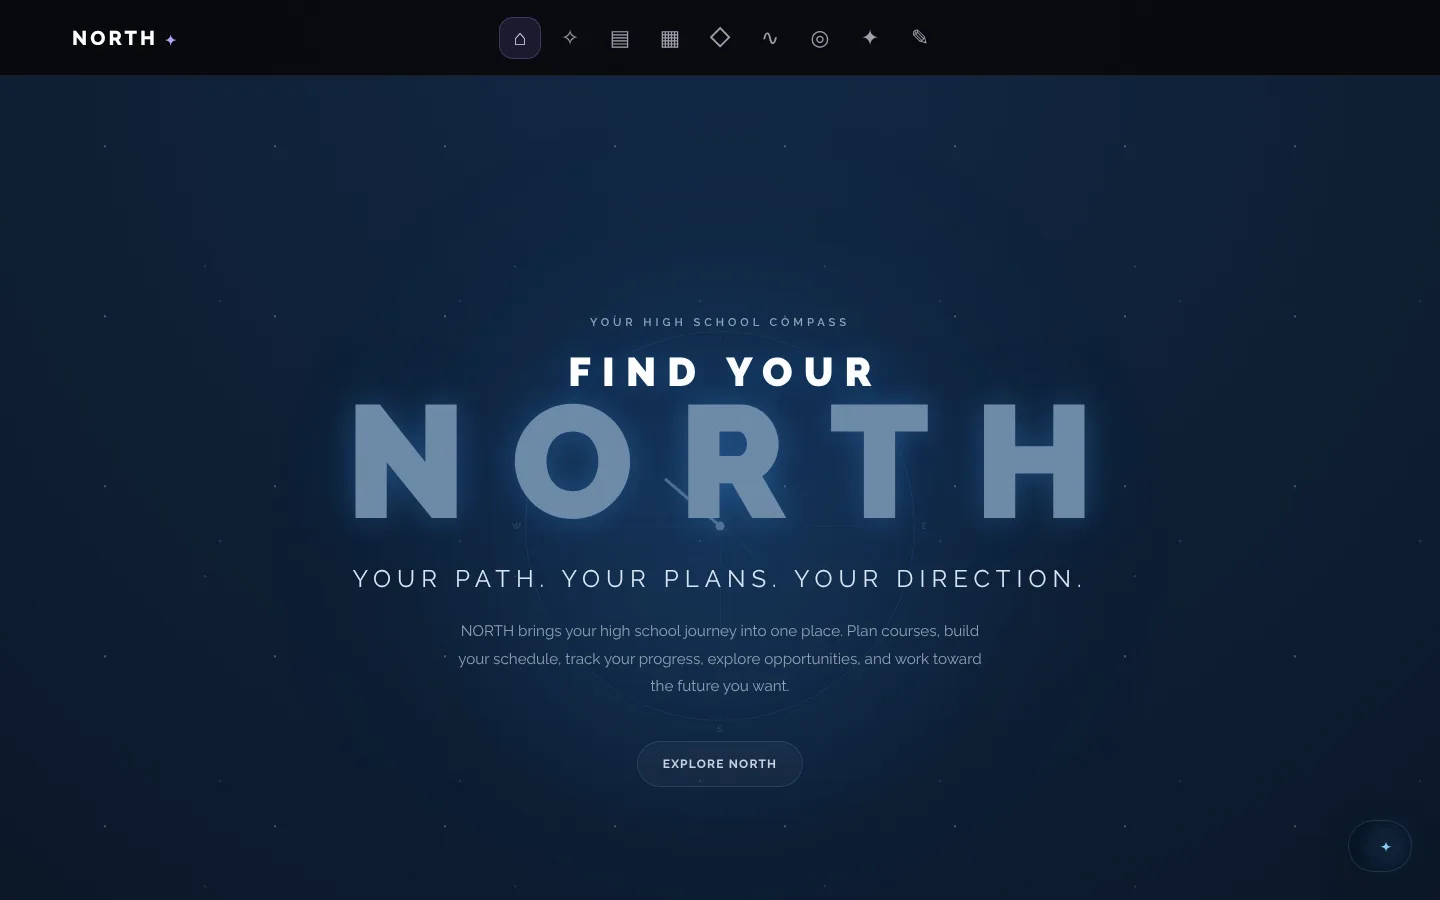 NORTH
YOUR HIGH SCHOOL COMPASS
FIND YOUR
NORTH
W
E
YOUR PATH. YOUR PLANS. YOUR DIRECTION.
NORTH brings your high school journey into one place. Plan courses, build
your schedule, track your progress, explore opportunities, and work toward
the future you want.
S
EXPLORE NORTH